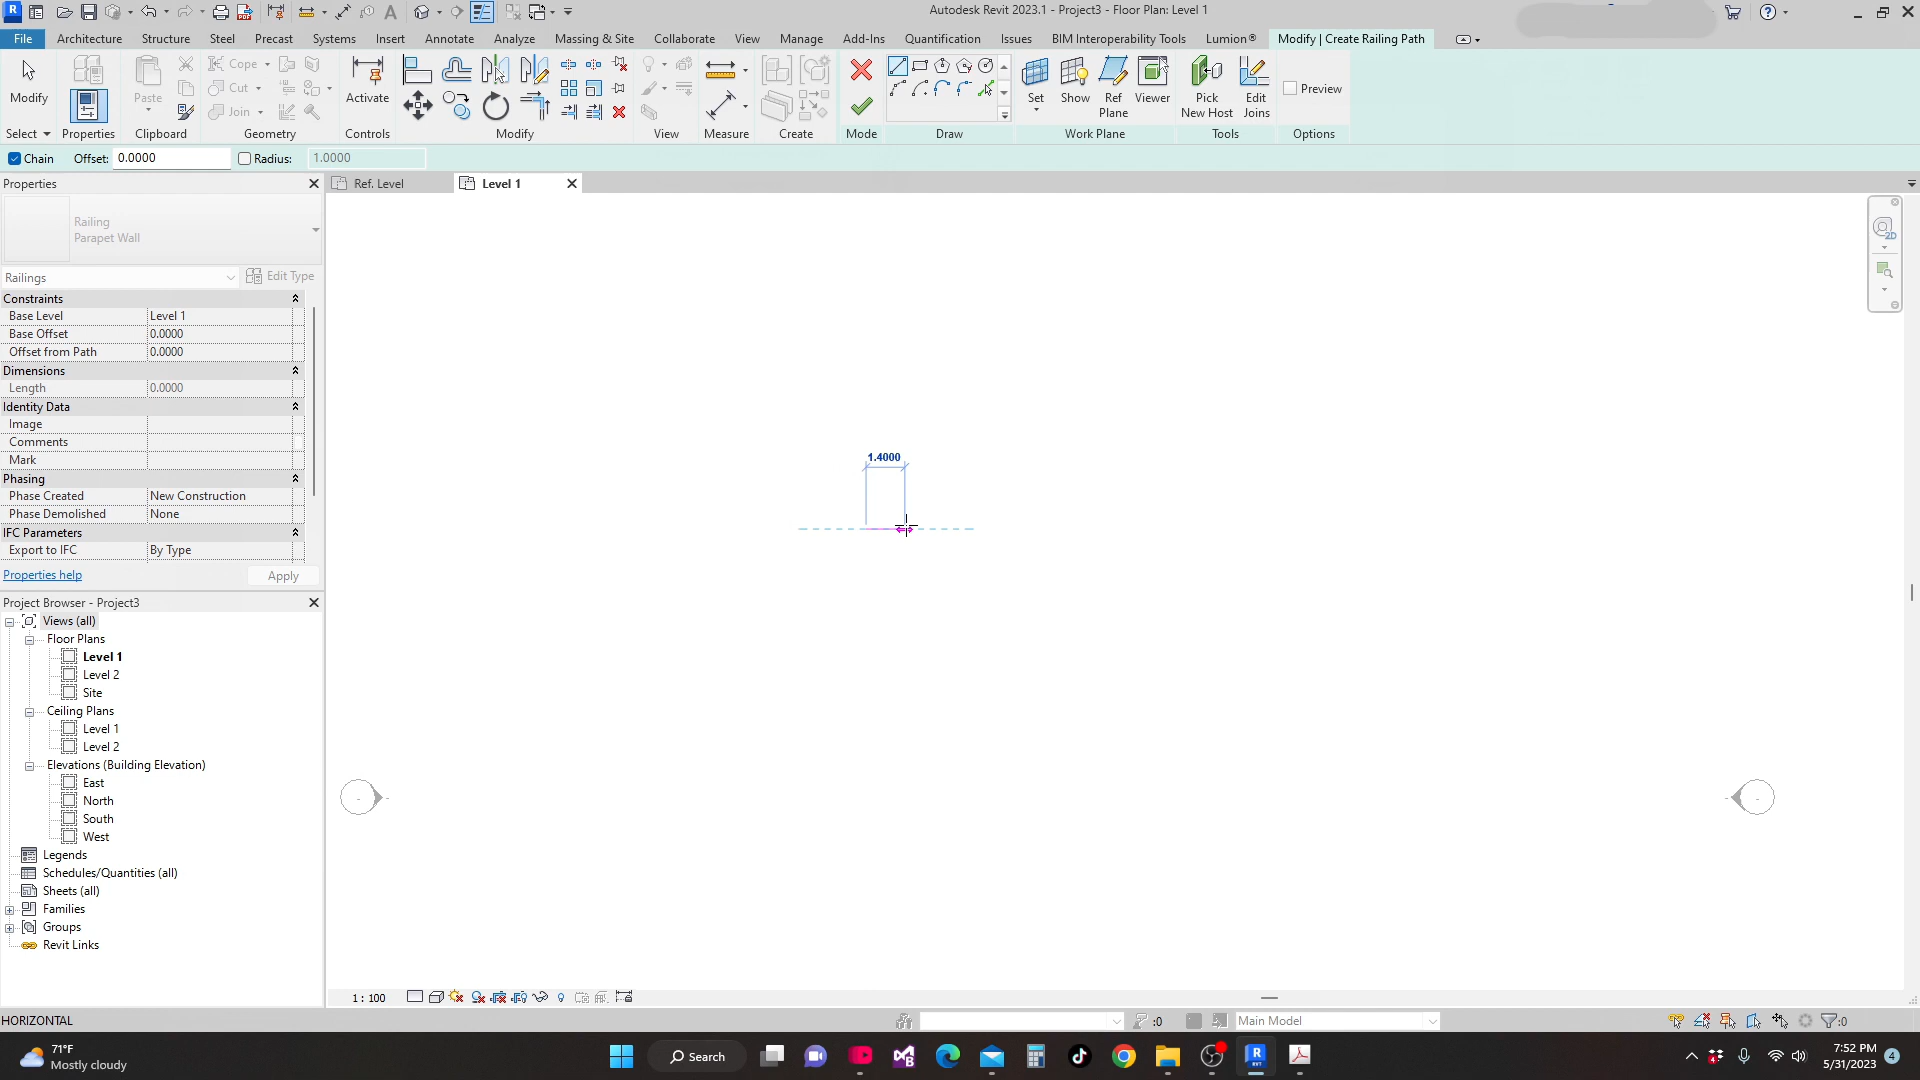 Autodesk Revit 2023.1 - Project3 - Floor Plan: Level 1
File Architecture Structure Steel Precast Systems Insert Annotate Analyze Massing & Site Collaborate View Manage Add-Ins Quantification Issues BIM Interoperability Tools Lumion® Modify | Create Railing Path
Modify Paste Cope Cut Join Activate Set Show Ref Plane Viewer Pick New Host Edit Joins Preview
Select Properties Clipboard Geometry Controls Modify View Measure Create Mode Draw Work Plane Tools Options
Chain Offset: 0.0000 Radius: 1.0000
Properties
Ref. Level
Level 1
Railing
Parapet Wall
Railings
Edit Type
Constraints
Base Level Level 1
Base Offset 0.0000
Offset from Path 0.0000
Dimensions
Length 0.0000
Identity Data
Image
Comments
Mark
Phasing
Phase Created New Construction
Phase Demolished None
IFC Parameters
Export to IFC By Type
Properties help
Apply
1.4000
2D
Project Browser - Project3
Views (all)
Floor Plans
Level 1
Level 2
Site
Ceiling Plans
Level 1
Level 2
Elevations (Building Elevation)
East
North
South
West
Legends
Schedules/Quantities (all)
Sheets (all)
Families
Groups
Revit Links
1 : 100
HORIZONTAL
:0
Main Model
:0
71°F
Mostly cloudy
Search
7:52 PM
5/31/2023
4